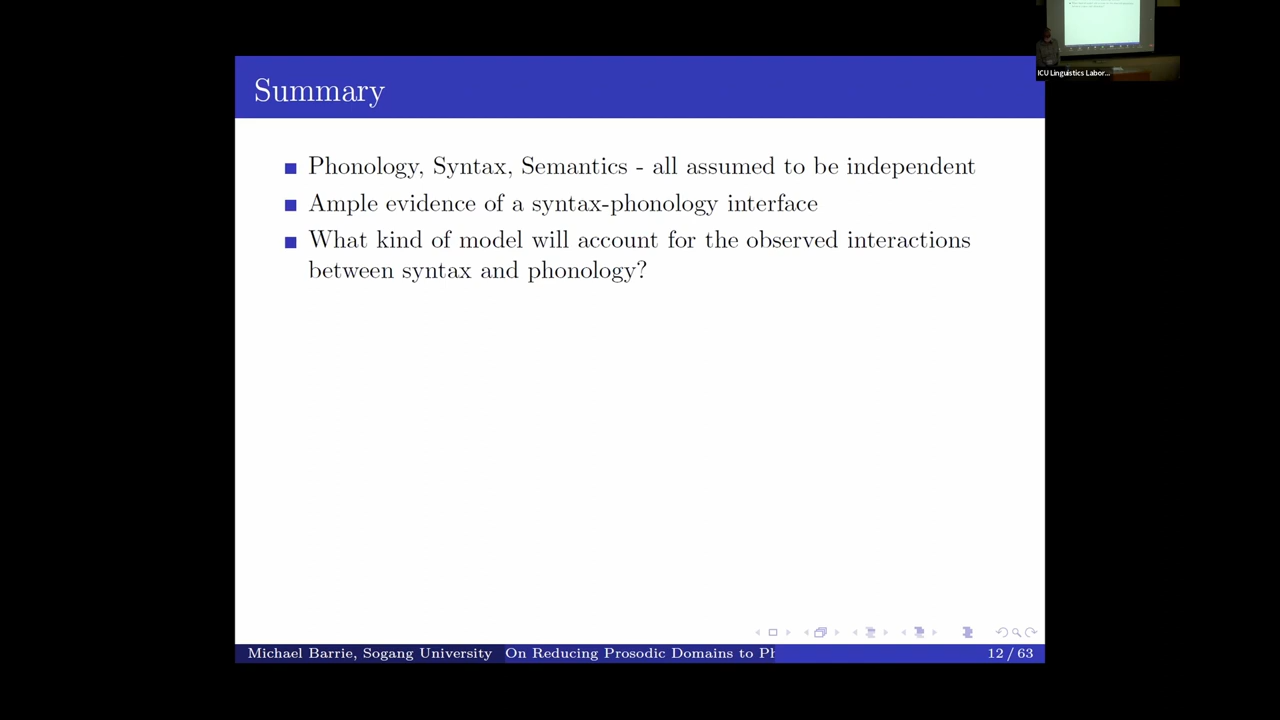 Summary
Phonology, Syntax, Semantics - all assumed to be independent
Ample evidence of a syntax-phonology interface
What kind of model will account for the observed interactions
between syntax and phonology?
Michael Barrie, Sogang University On Reducing Prosodic Domains to Ph
12 / 63
ICU Linguistics Labor...